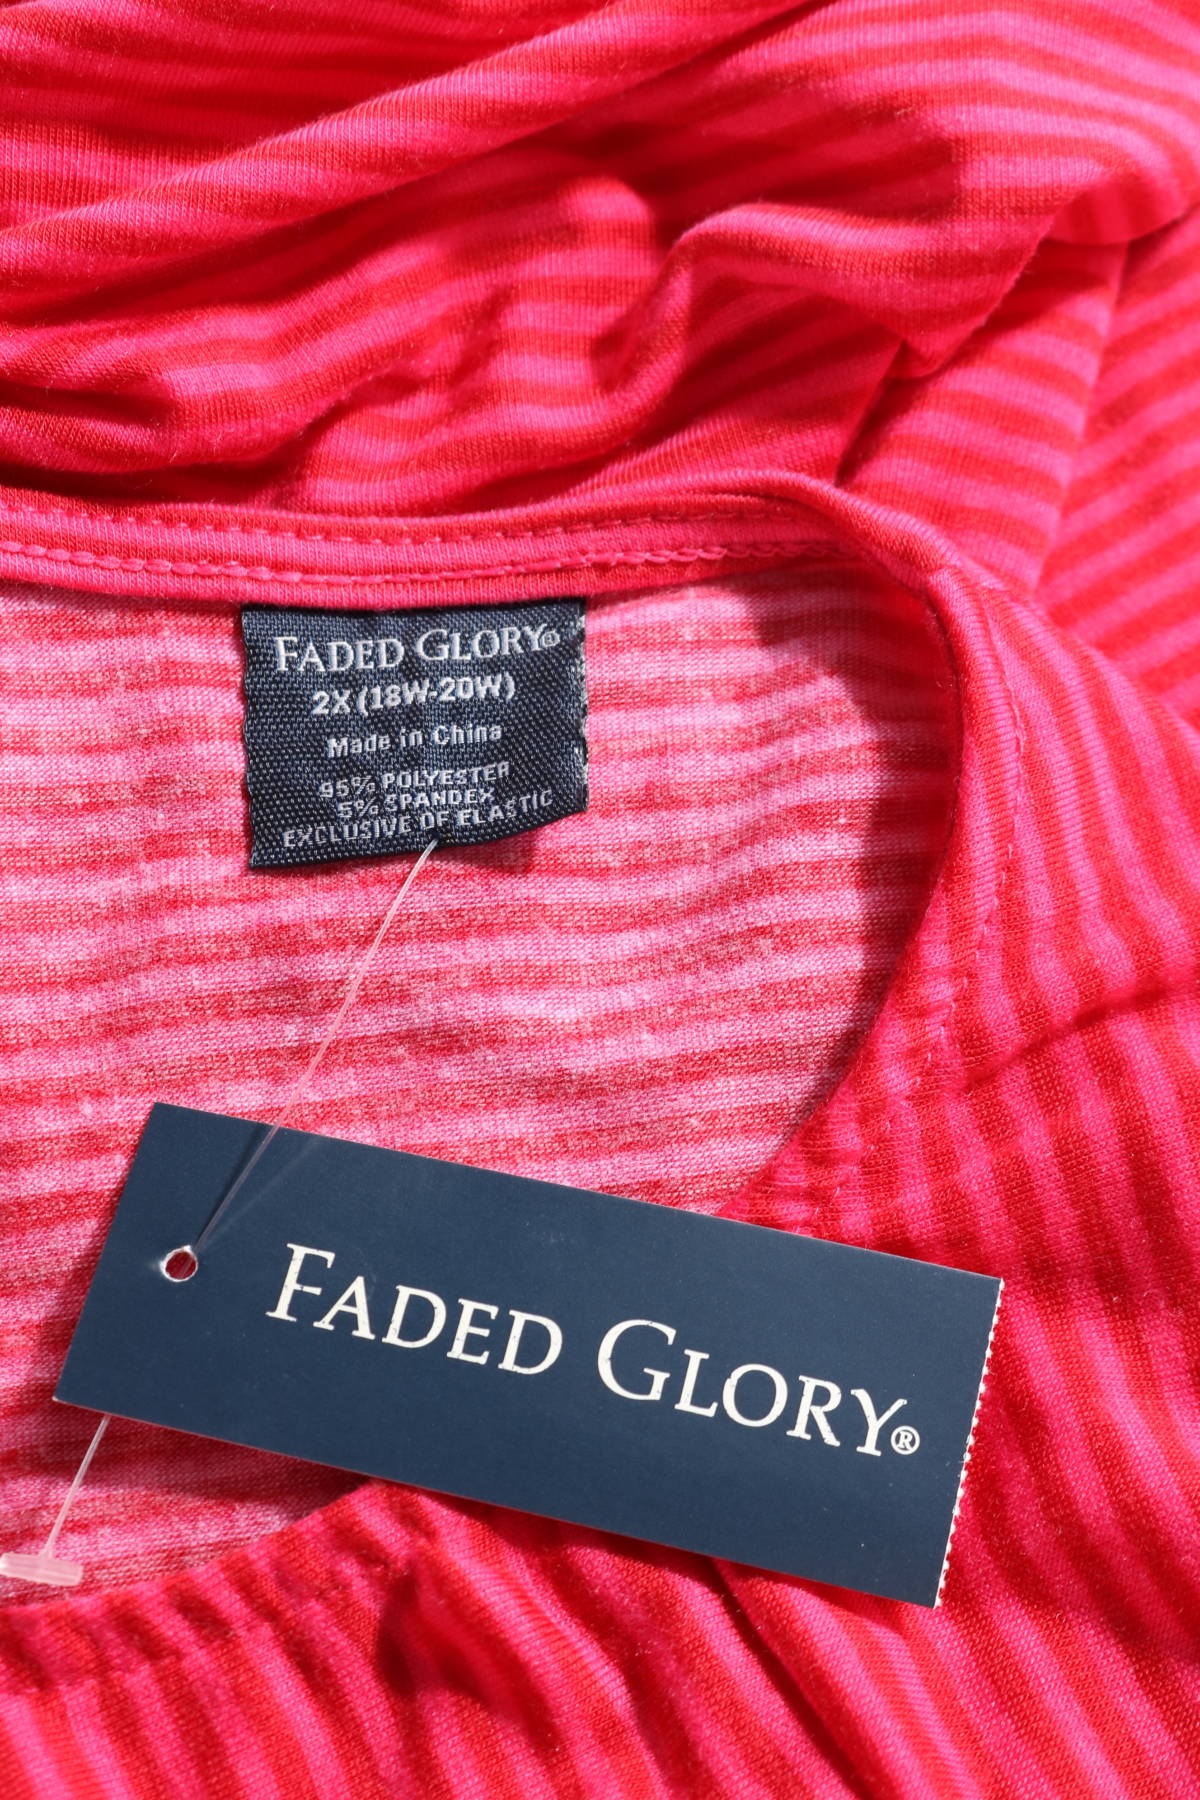 FADED GLORY®
2X (18W-20W)
Made in China
95% POLYESTER
5% SPANDEX
EXCLUSIVE OF ELASTIC
FADED GLORY®